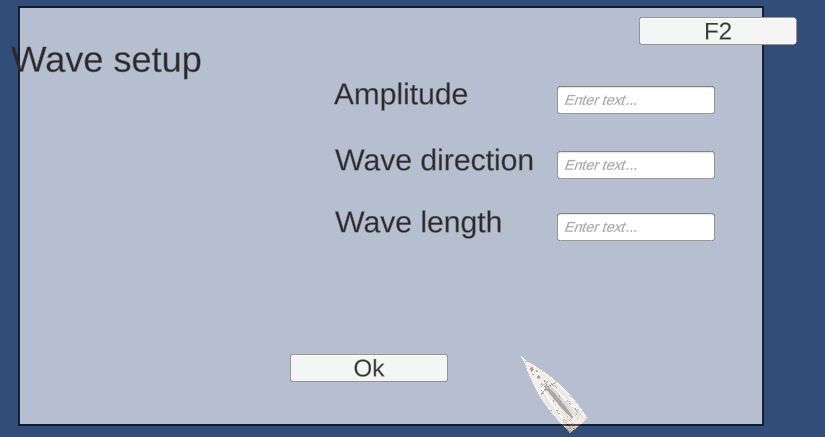 F2
Wave setup
Amplitude
Enter text...
Wave direction
Enter text...
Wave length
Enter text...
Ok